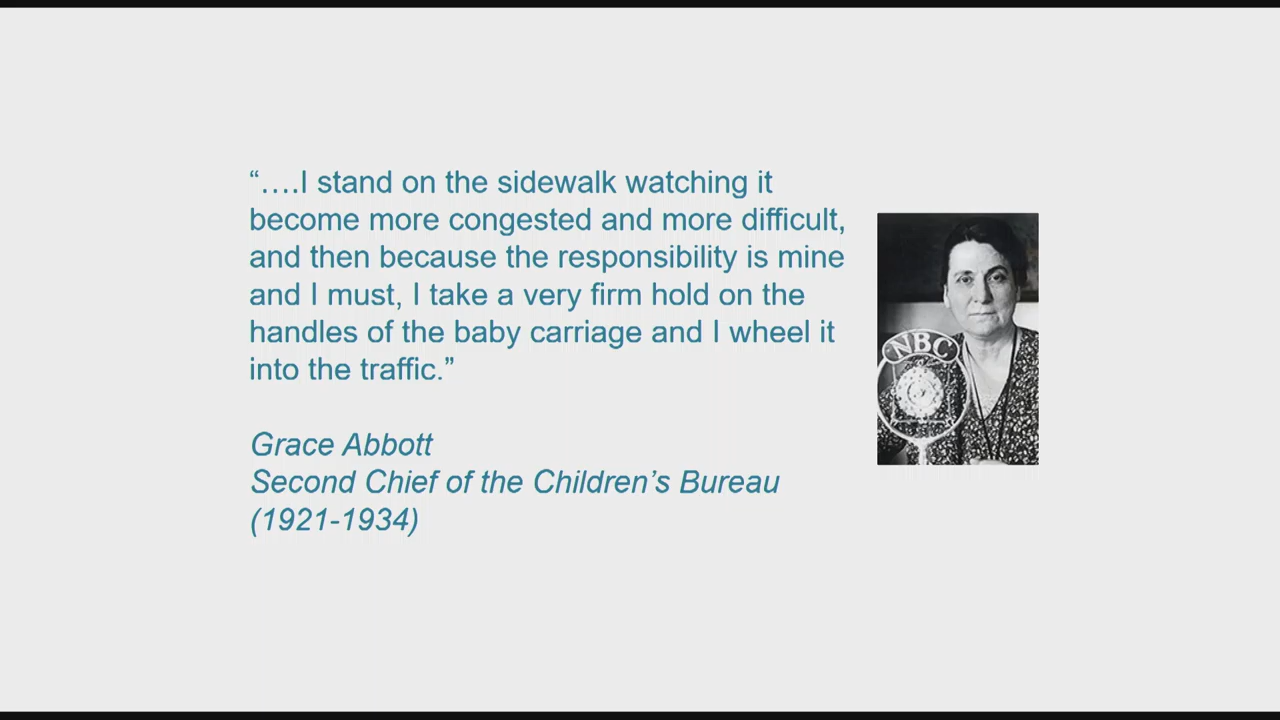 “….I stand on the sidewalk watching it
become more congested and more difficult,
and then because the responsibility is mine
and I must, I take a very firm hold on the
handles of the baby carriage and I wheel it
into the traffic.”
Grace Abbott
Second Chief of the Children’s Bureau
(1921-1934)
NBC